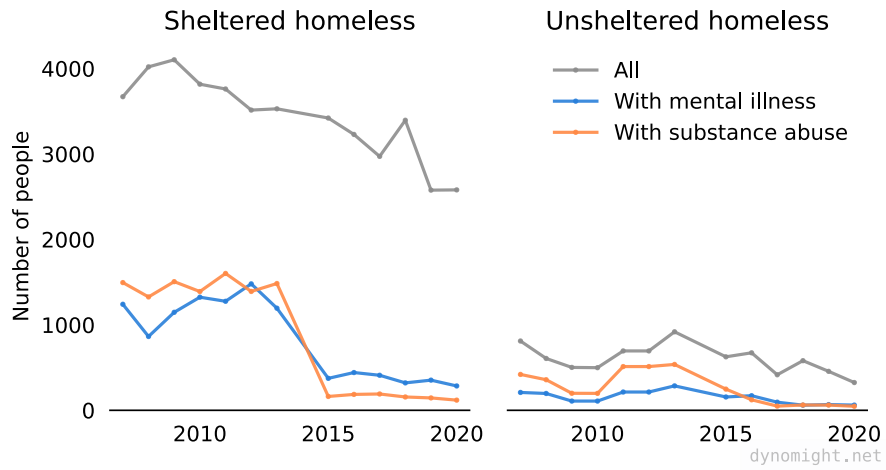 Sheltered homeless
Unsheltered homeless
Number of people
4000
3000
2000
1000
0
2010
2015
2020
All
With mental illness
With substance abuse
2010
2015
2020
dynomight.net